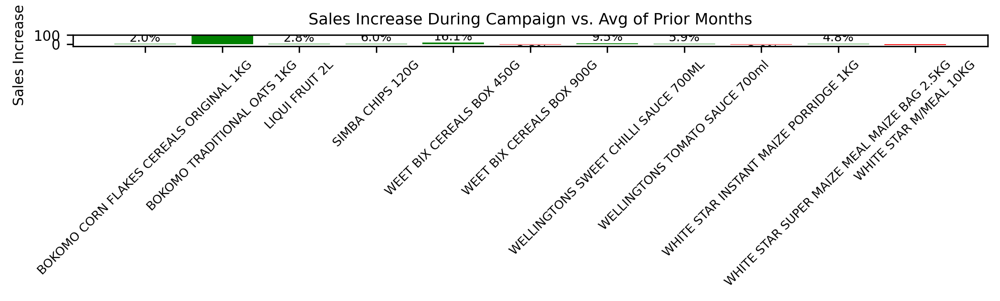 Sales Increase During Campaign vs. Avg of Prior Months
Sales Increase
100
0
2.0%
2.8%
6.0%
16.1%
9.5%
5.9%
4.8%
BOKOMO CORN FLAKES CEREALS ORIGINAL 1KG
BOKOMO TRADITIONAL OATS 1KG
LIQUI FRUIT 2L
SIMBA CHIPS 120G
WEET BIX CEREALS BOX 450G
WEET BIX CEREALS BOX 900G
WELLINGTONS SWEET CHILLI SAUCE 700ML
WELLINGTONS TOMATO SAUCE 700ml
WHITE STAR INSTANT MAIZE PORRIDGE 1KG
WHITE STAR SUPER MAIZE MEAL MAIZE BAG 2.5KG
WHITE STAR M/MEAL 10KG